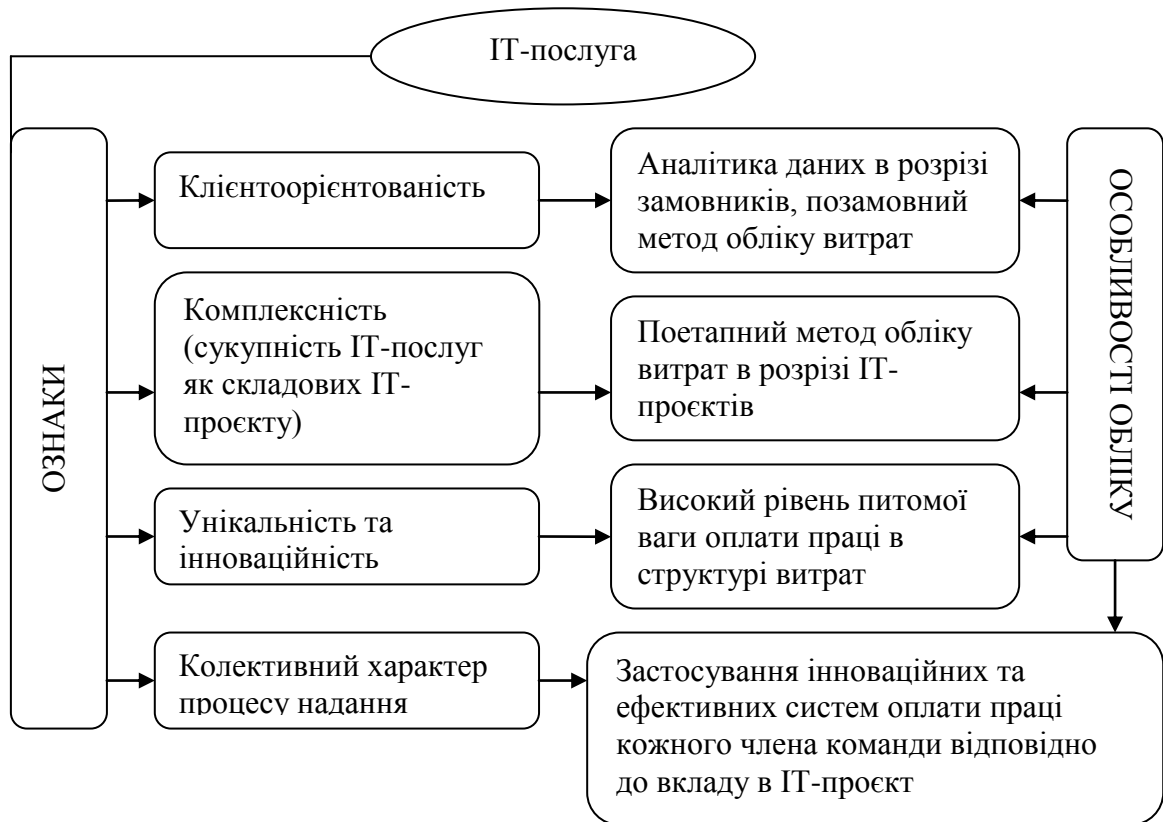 ІТ-послуга
ОЗНАКИ
Клієнтоорієнтованість
Аналітика даних в розрізі
замовників, позамовний
метод обліку витрат
ОСОБЛИВОСТІ ОБЛІКУ
Комплексність
(сукупність ІТ-послуг
як складових ІТ-
проєкту)
Поетапний метод обліку
витрат в розрізі ІТ-
проєктів
Унікальність та
інноваційність
Високий рівень питомої
ваги оплати праці в
структурі витрат
Колективний характер
процесу надання
Застосування інноваційних та
ефективних систем оплати праці
кожного члена команди відповідно
до вкладу в ІТ-проєкт